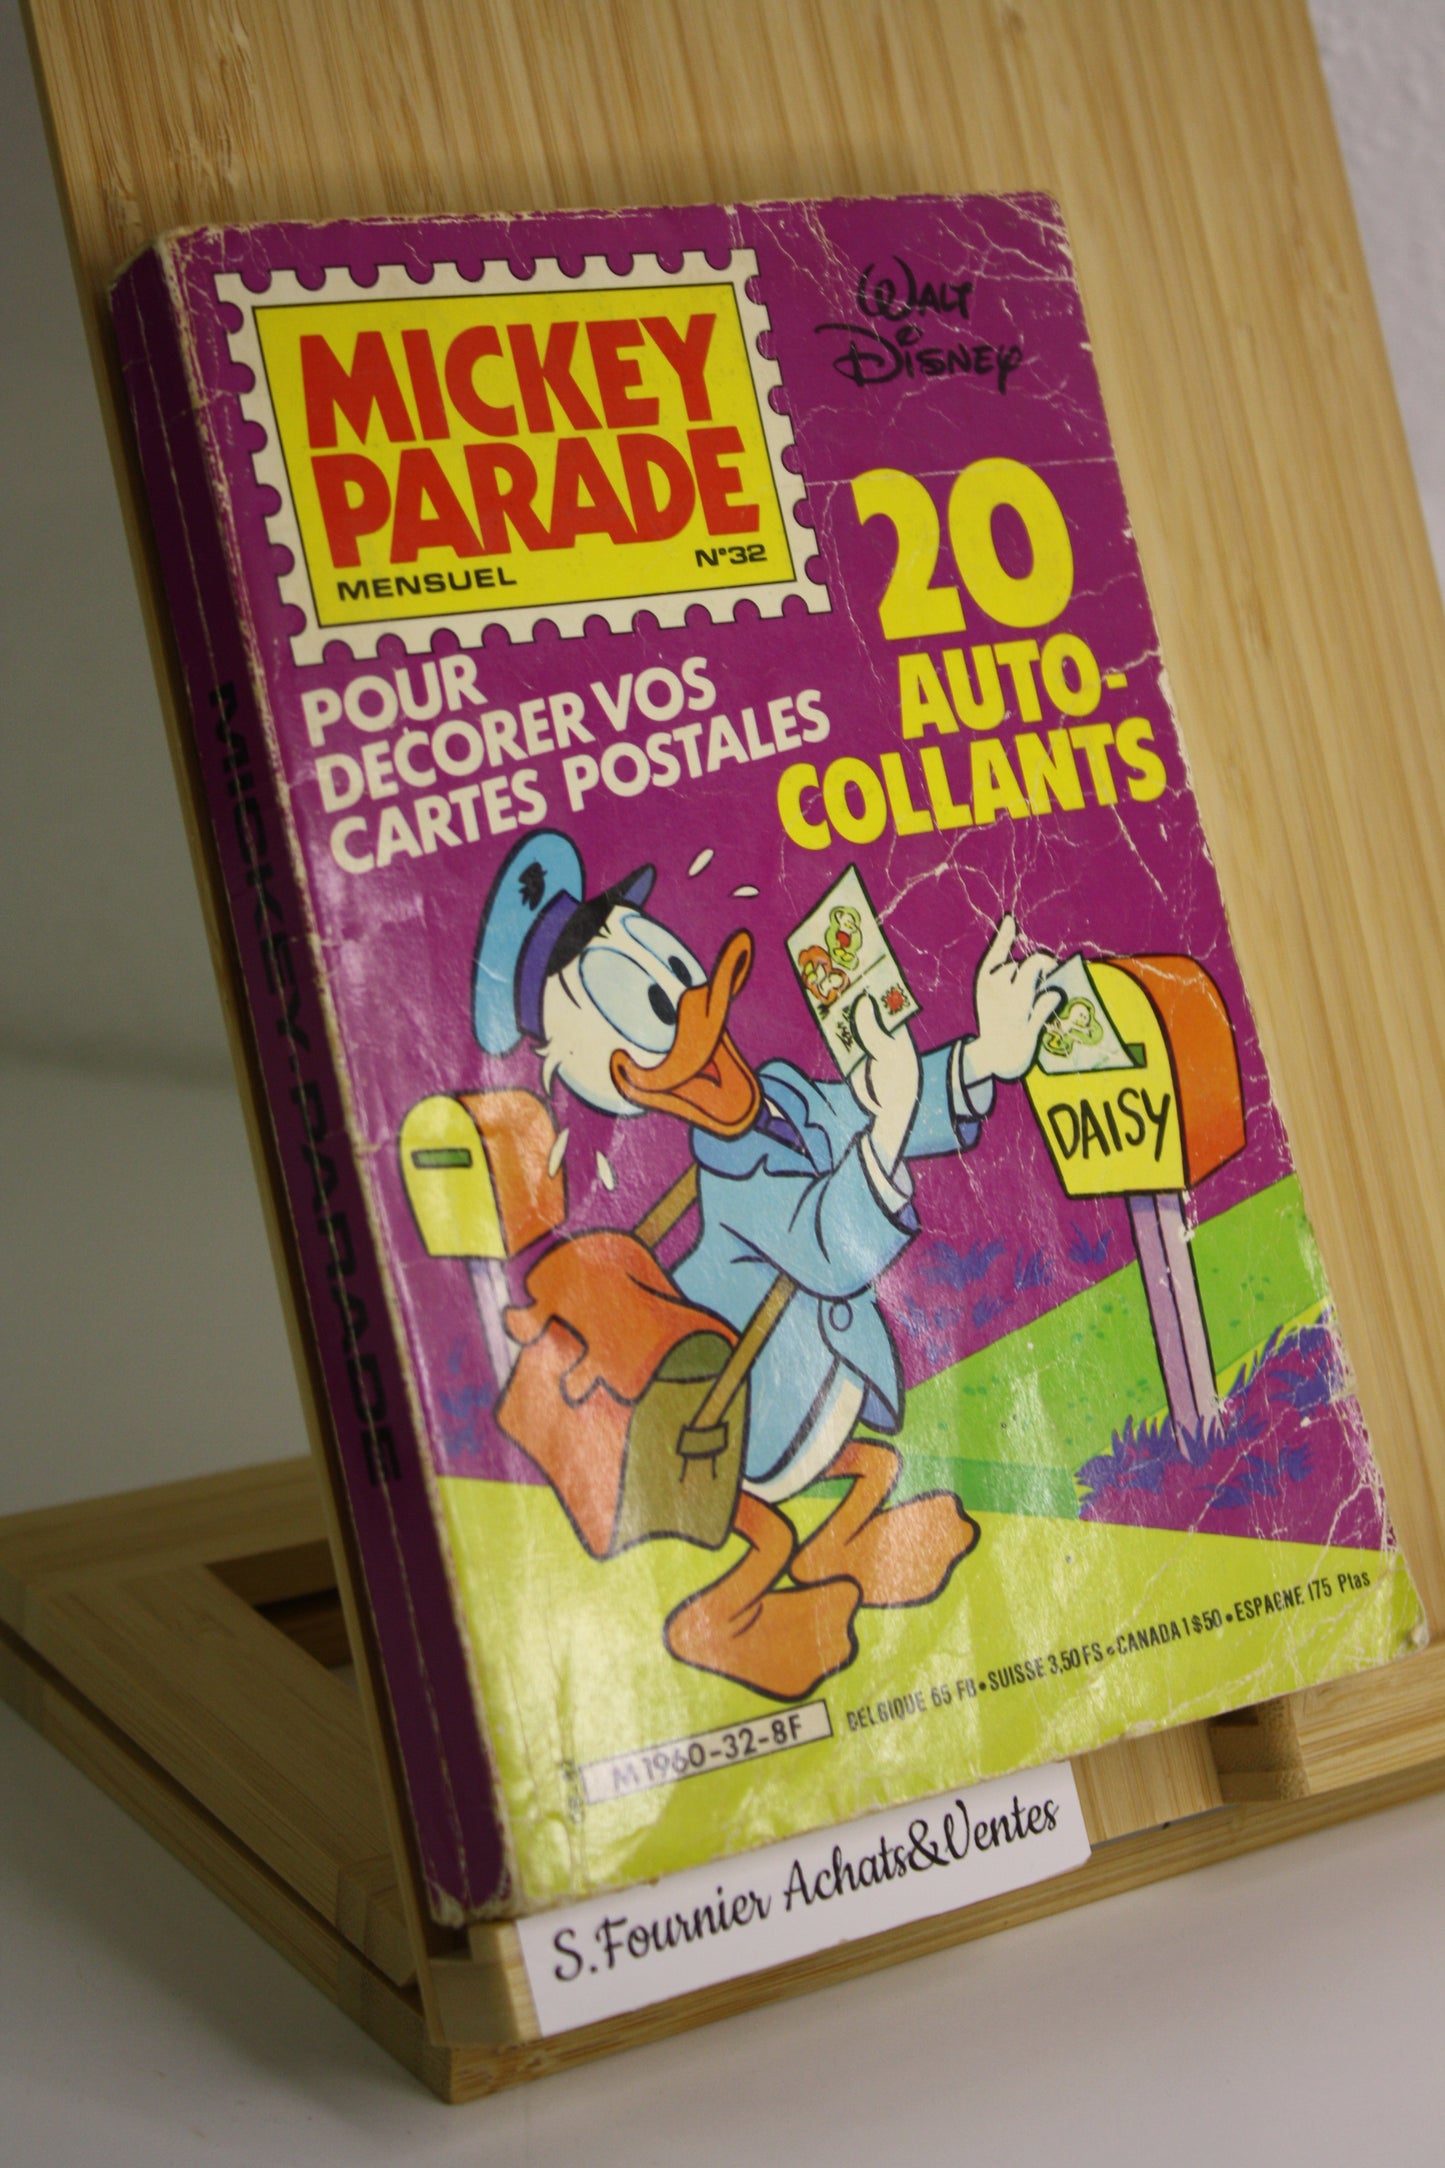 MICKEY
PARADE
MENSUEL
N°32
WALT
DISNEY
20
AUTO-
COLLANTS
POUR
DECORER VOS
CARTES POSTALES
DAISY
MICKEY-PARADE
M 1960-32-8F
BELGIQUE 65 FB • SUISSE 3,50 FS • CANADA 1$50 • ESPAGNE 175 Ptas
S.Fournier Achats&Ventes